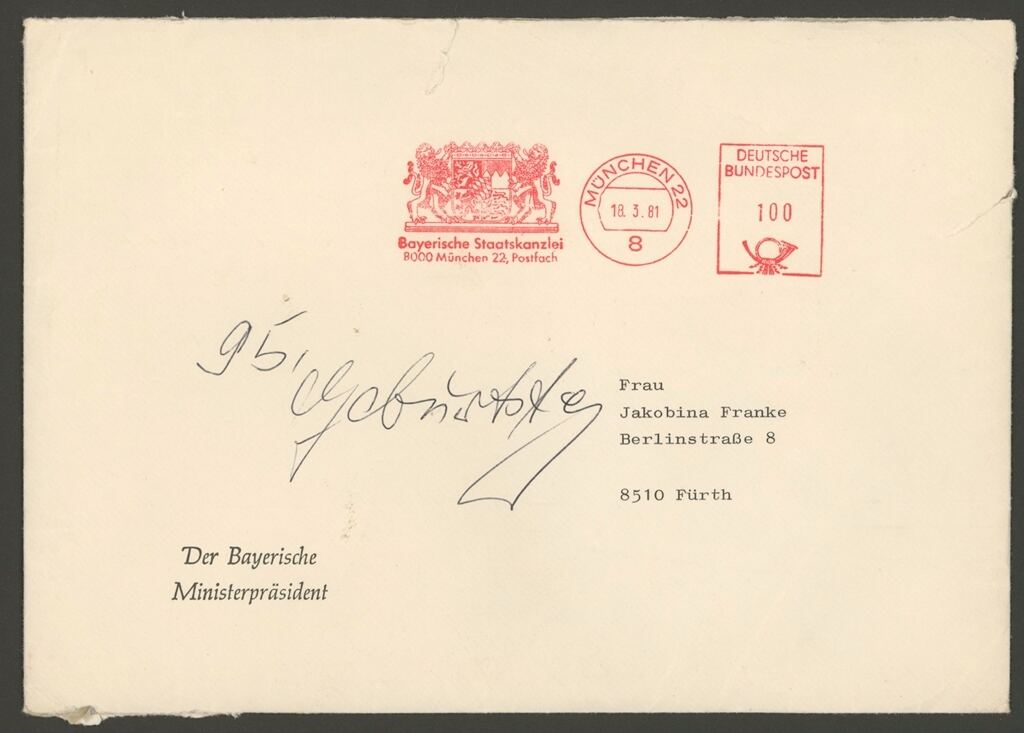 Bayerische Staatskanzlei
8000 München 22, Postfach
MÜNCHEN 22
18. 3. 81
8
DEUTSCHE
BUNDESPOST
100
95.
Geburtstag
Frau
Jakobina Franke
Berlinstraße 8
8510 Fürth
Der Bayerische
Ministerpräsident